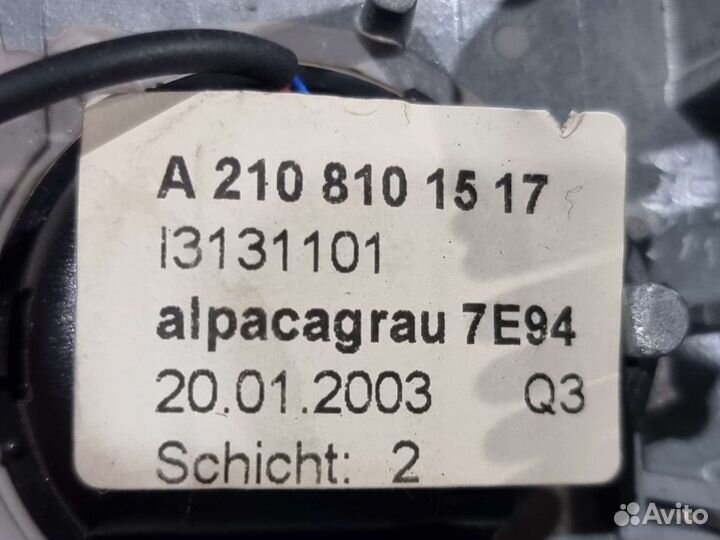 A 210 810 15 17
I3131101
alpacagrau 7E94
20.01.2003 Q3
Schicht: 2
Avito